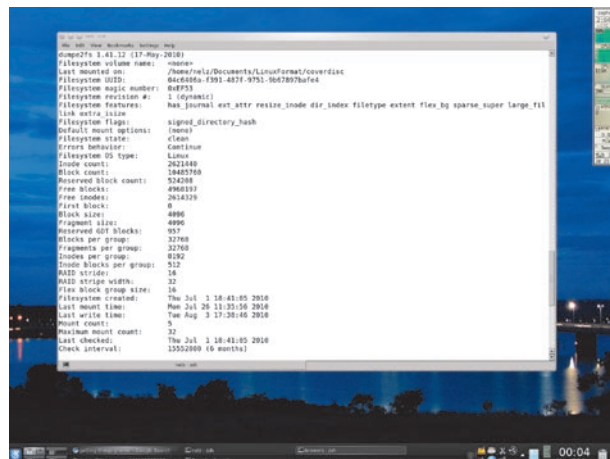 File Edit View Bookmarks Settings Help
dumpe2fs 1.41.12 (17-May-2010)
Filesystem volume name: <none>
Last mounted on: /home/nelz/Documents/LinuxFormat/coverdisc
Filesystem UUID:
Filesystem magic number: 0xEF53
Filesystem revision #: 1 (dynamic)
Filesystem features: has_journal ext_attr resize_inode dir_index filetype extent flex_bg sparse_super large_fil
link extra_isize
Filesystem flags: signed_directory_hash
Default mount options: (none)
Filesystem state: clean
Errors behavior: Continue
Filesystem OS type: Linux
Inode count: 2621440
Block count: 10485760
Reserved block count: 524288
Free blocks: 4960197
Free inodes: 2614329
First block: 0
Block size: 4096
Fragment size: 4096
Reserved GDT blocks: 957
Blocks per group: 32768
Fragments per group: 32768
Inodes per group: 8192
Inode blocks per group: 512
RAID stride: 16
RAID stripe width: 32
Flex block group size: 16
Filesystem created: Thu Jul 1 10:41:05 2010
Last mount time: Mon Jul 26 11:35:56 2010
Last write time: Tue Aug 3 17:38:46 2010
Mount count: 5
Maximum mount count: 32
Last checked: Thu Jul 1 10:41:05 2010
Check interval: 15552000 (6 months)
00:04